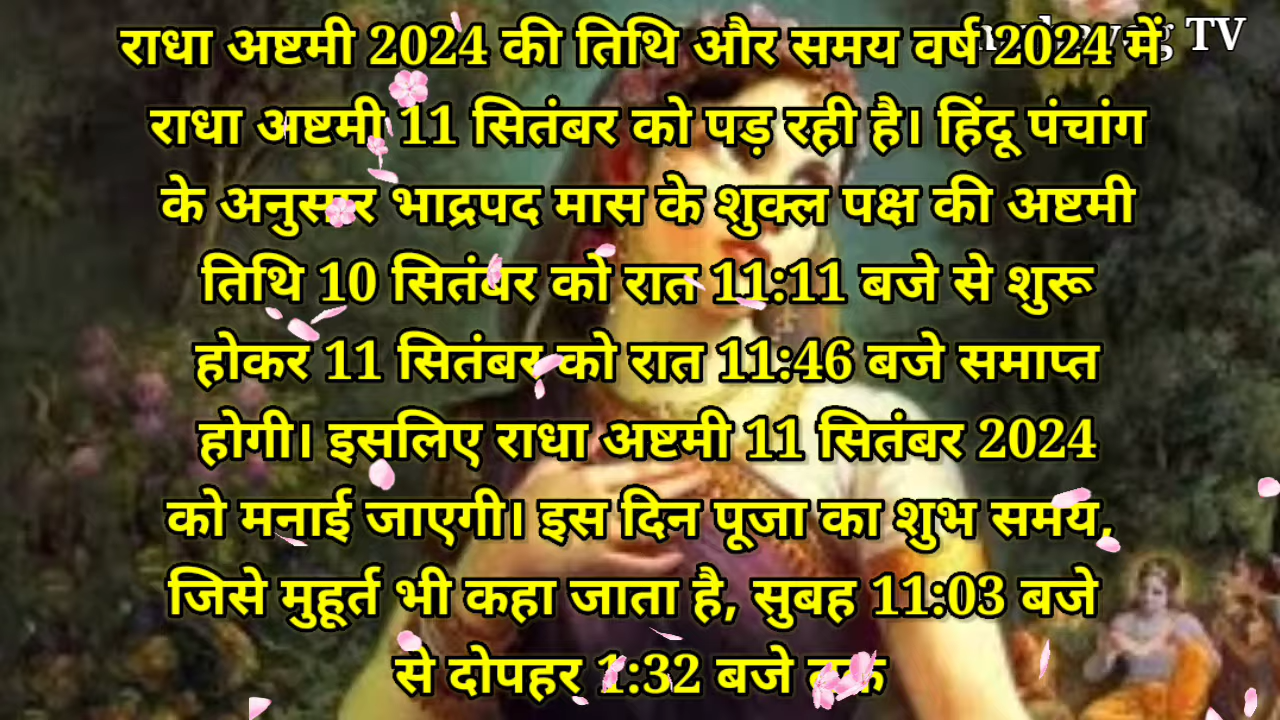 राधा अष्टमी 2024 की तिथि और समय वर्ष 2024 में
TV
राधा अष्टमी 11 सितंबर को पड़ रही है। हिंदू पंचांग
के अनुसार भाद्रपद मास के शुक्ल पक्ष की अष्टमी
तिथि 10 सितंबर को रात 11:11 बजे से शुरू
होकर 11 सितंबर को रात 11:46 बजे समाप्त
होगी। इसलिए राधा अष्टमी 11 सितंबर 2024
को मनाई जाएगी। इस दिन पूजा का शुभ समय,
जिसे मुहूर्त भी कहा जाता है, सुबह 11:03 बजे
से दोपहर 1:32 बजे तक